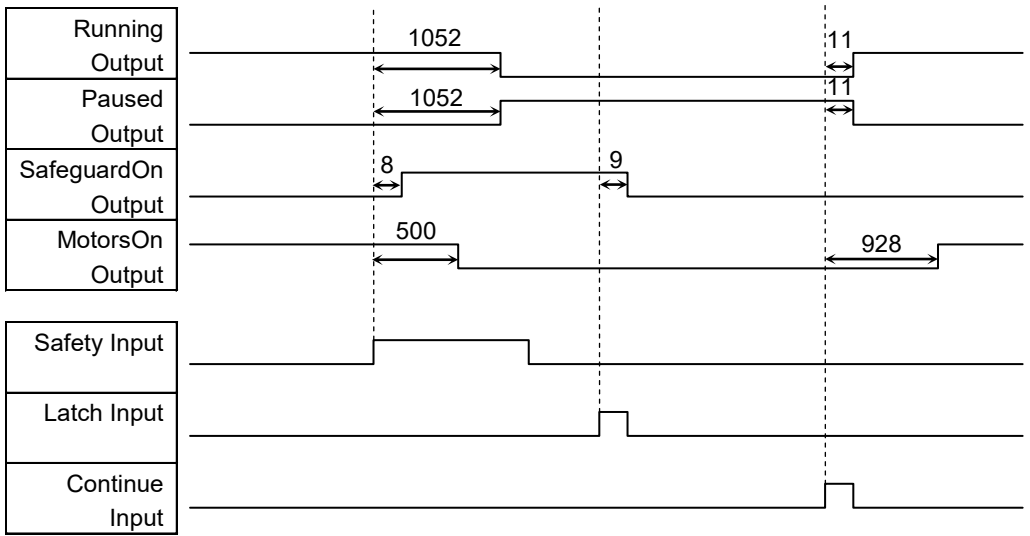 Running
Output
1052
11
Paused
Output
1052
11
SafeguardOn
Output
8
9
MotorsOn
Output
500
928
Safety Input
Latch Input
Continue
Input